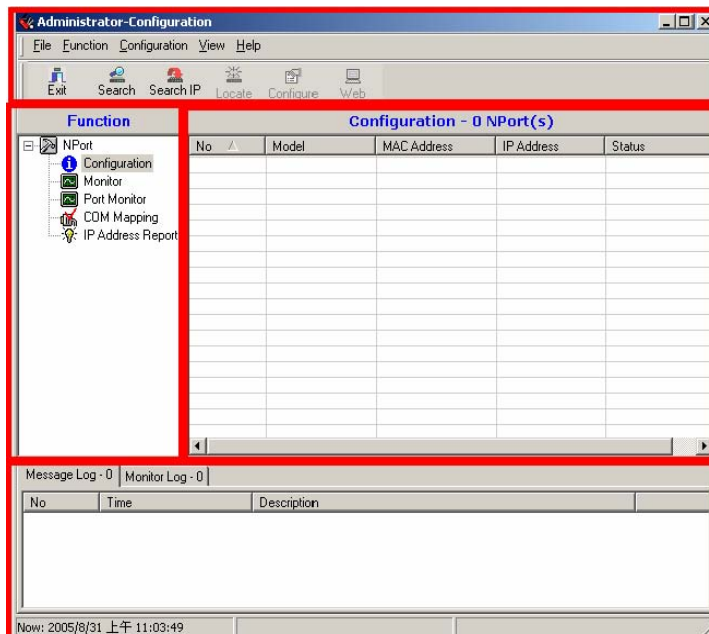 Administrator-Configuration
File Function Configuration View Help
Exit Search Search IP Locate Configure Web
Function
NPort
Configuration
Monitor
Port Monitor
COM Mapping
IP Address Report
Configuration - 0 NPort(s)
No Model MAC Address IP Address Status
Message Log - 0 Monitor Log - 0
No Time Description
Now: 2005/8/31 上午 11:03:49